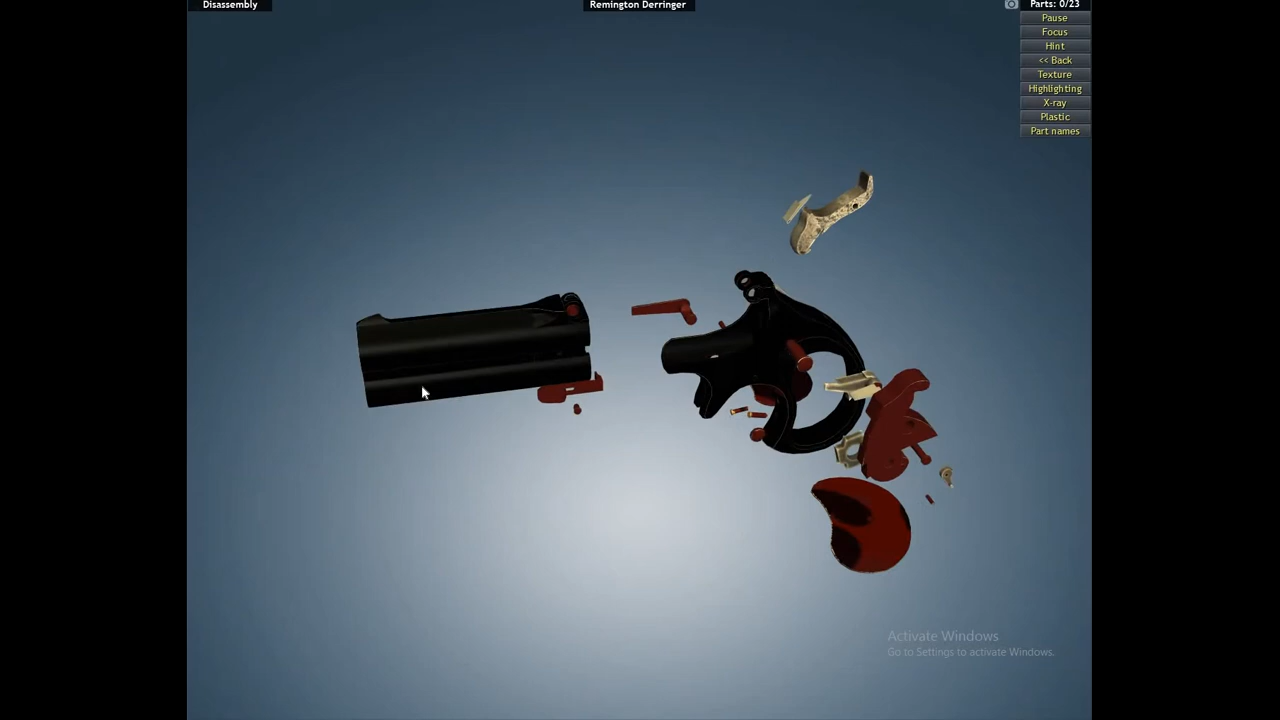 Disassembly
Remington Derringer
Parts: 0/23
Pause
Focus
Hint
<< Back
Texture
Highlighting
X-ray
Plastic
Part names
Activate Windows
Go to Settings to activate Windows.